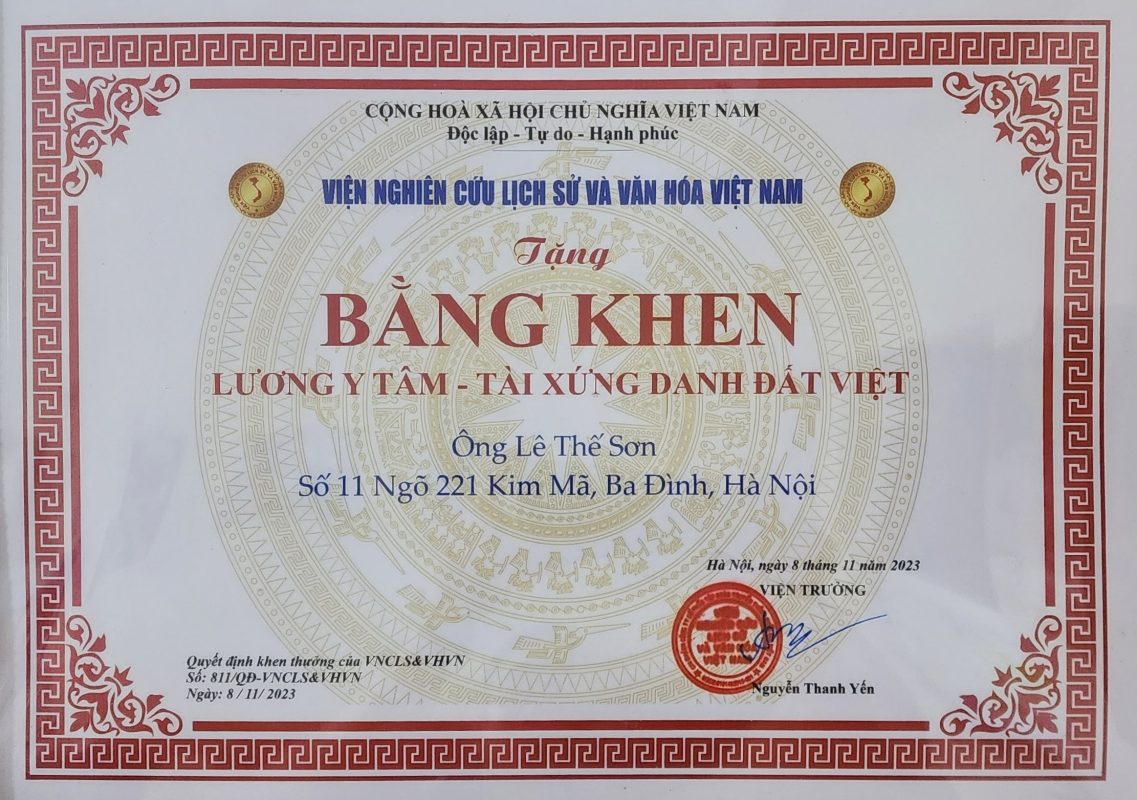 CỘNG HOÀ XÃ HỘI CHỦ NGHĨA VIỆT NAM
Độc lập - Tự do - Hạnh phúc
VIỆN NGHIÊN CỨU LỊCH SỬ VÀ VĂN HÓA VIỆT NAM
Tặng
BẰNG KHEN
LƯƠNG Y TÂM - TÀI XỨNG DANH ĐẤT VIỆT
Ông Lê Thế Sơn
Số 11 Ngõ 221 Kim Mã, Ba Đình, Hà Nội
Hà Nội, ngày 8 tháng 11 năm 2023
VIỆN TRƯỞNG
VÀ VĂN
VIỆT NAM
Nguyễn Thanh Yến
Quyết định khen thưởng của VNCLS&VHVN
Số: 811/QĐ-VNCLS&VHVN
Ngày: 8 / 11/ 2023